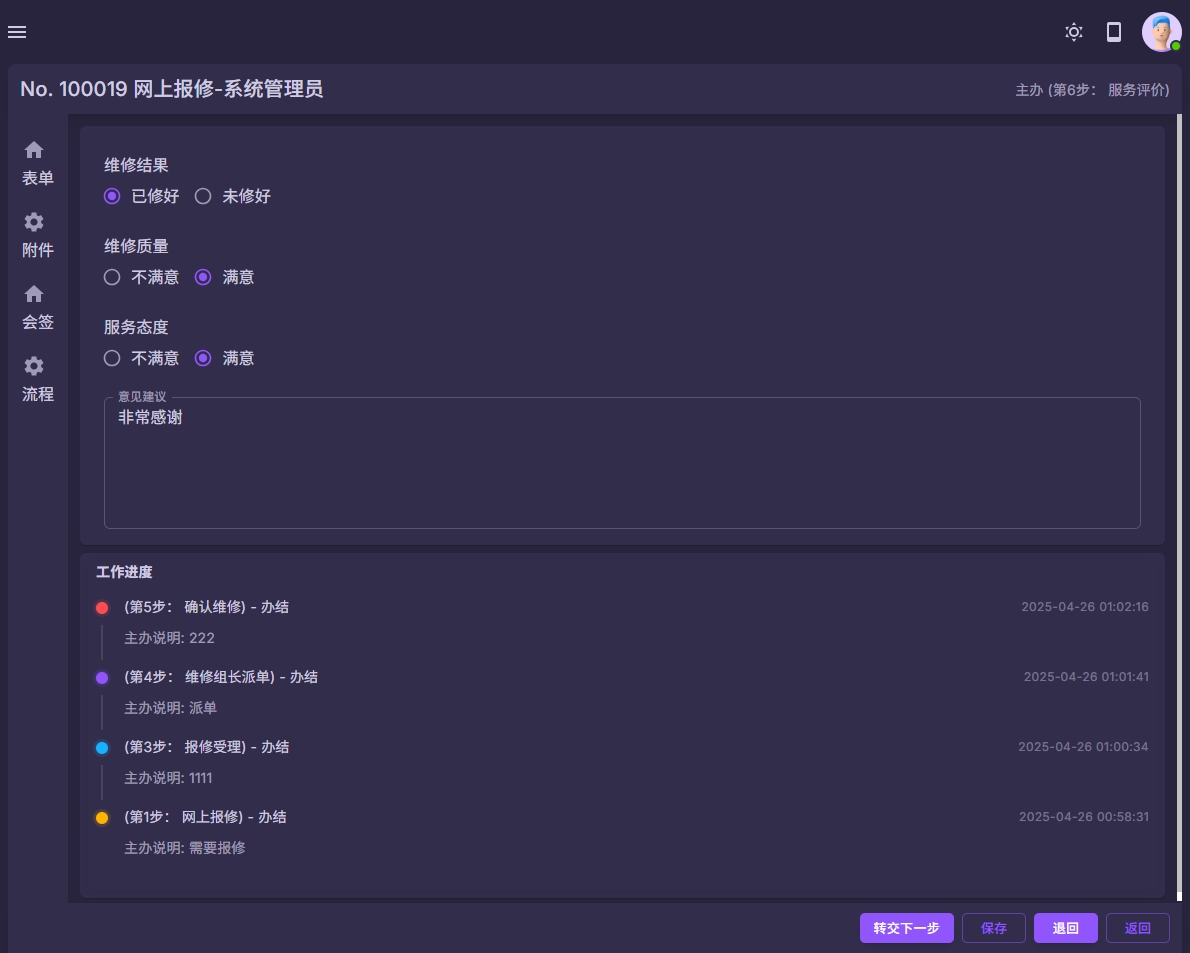 No. 100019 网上报修-系统管理员
主办 (第6步： 服务评价)
表单
附件
会签
流程
维修结果
已修好 未修好
维修质量
不满意 满意
服务态度
不满意 满意
意见建议
非常感谢
工作进度
(第5步： 确认维修) - 办结 2025-04-26 01:02:16
主办说明: 222
(第4步： 维修组长派单) - 办结 2025-04-26 01:01:41
主办说明: 派单
(第3步： 报修受理) - 办结 2025-04-26 01:00:34
主办说明: 1111
(第1步： 网上报修) - 办结 2025-04-26 00:58:31
主办说明: 需要报修
转交下一步 保存 退回 返回